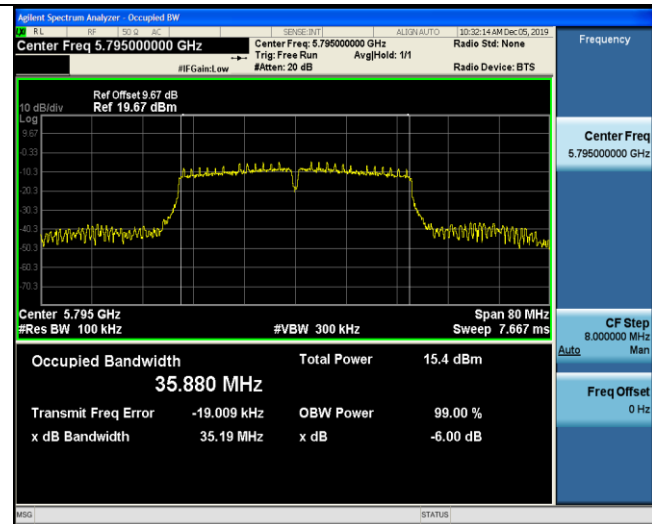 Agilent Spectrum Analyzer - Occupied BW
RL RF 50 Ω AC SENSE:INT ALIGN AUTO 10:32:14 AM Dec 05, 2019
Center Freq 5.795000000 GHz
Center Freq: 5.795000000 GHz Radio Std: None
Trig: Free Run Avg|Hold: 1/1
#IFGain:Low #Atten: 20 dB Radio Device: BTS
Frequency
Ref Offset 9.67 dB
10 dB/div Ref 19.67 dBm
Log
9.67
-0.33
-10.3
-20.3
-30.3
-40.3
-50.3
-60.3
-70.3
Center 5.795 GHz Span 80 MHz
#Res BW 100 kHz #VBW 300 kHz Sweep 7.667 ms
Occupied Bandwidth Total Power 15.4 dBm
35.880 MHz
Transmit Freq Error -19.009 kHz OBW Power 99.00 %
x dB Bandwidth 35.19 MHz x dB -6.00 dB
Center Freq
5.795000000 GHz
CF Step
8.000000 MHz
Auto Man
Freq Offset
0 Hz
MSG STATUS